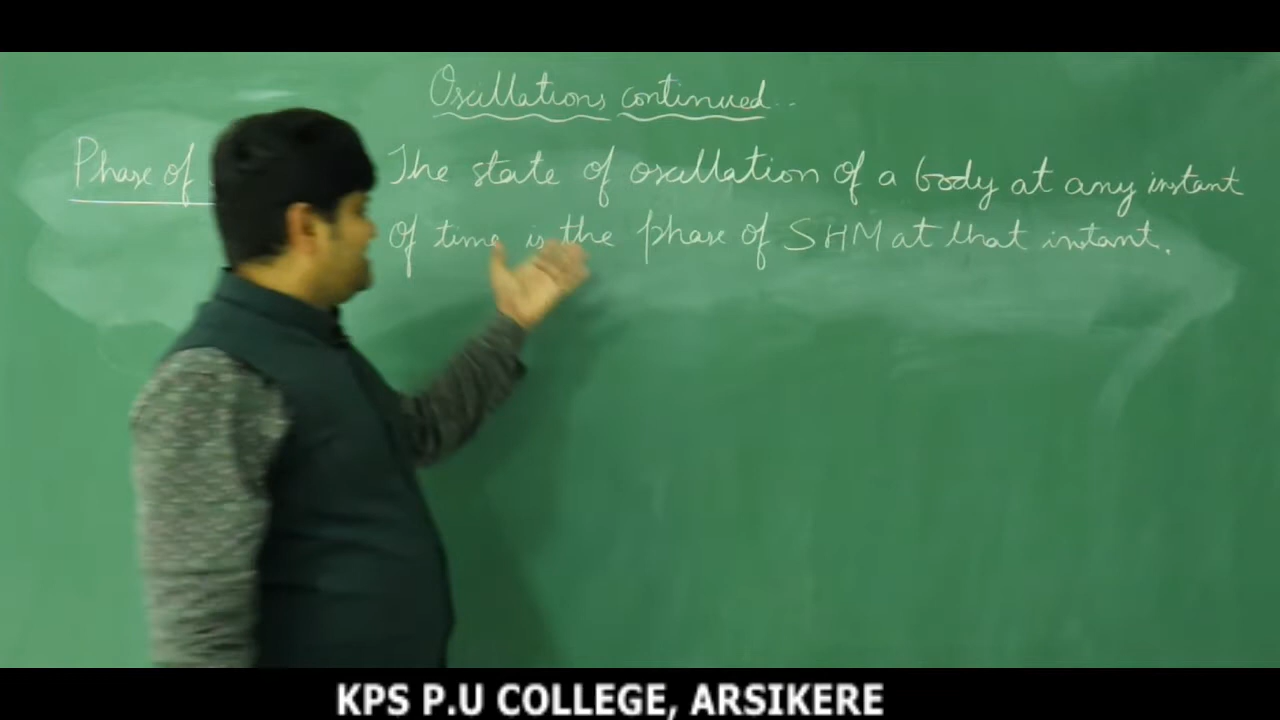 Oscillations continued...
Phase of The state of oscillation of a body at any instant
of time is the phase of SHM at that instant.
KPS P.U COLLEGE, ARSIKERE